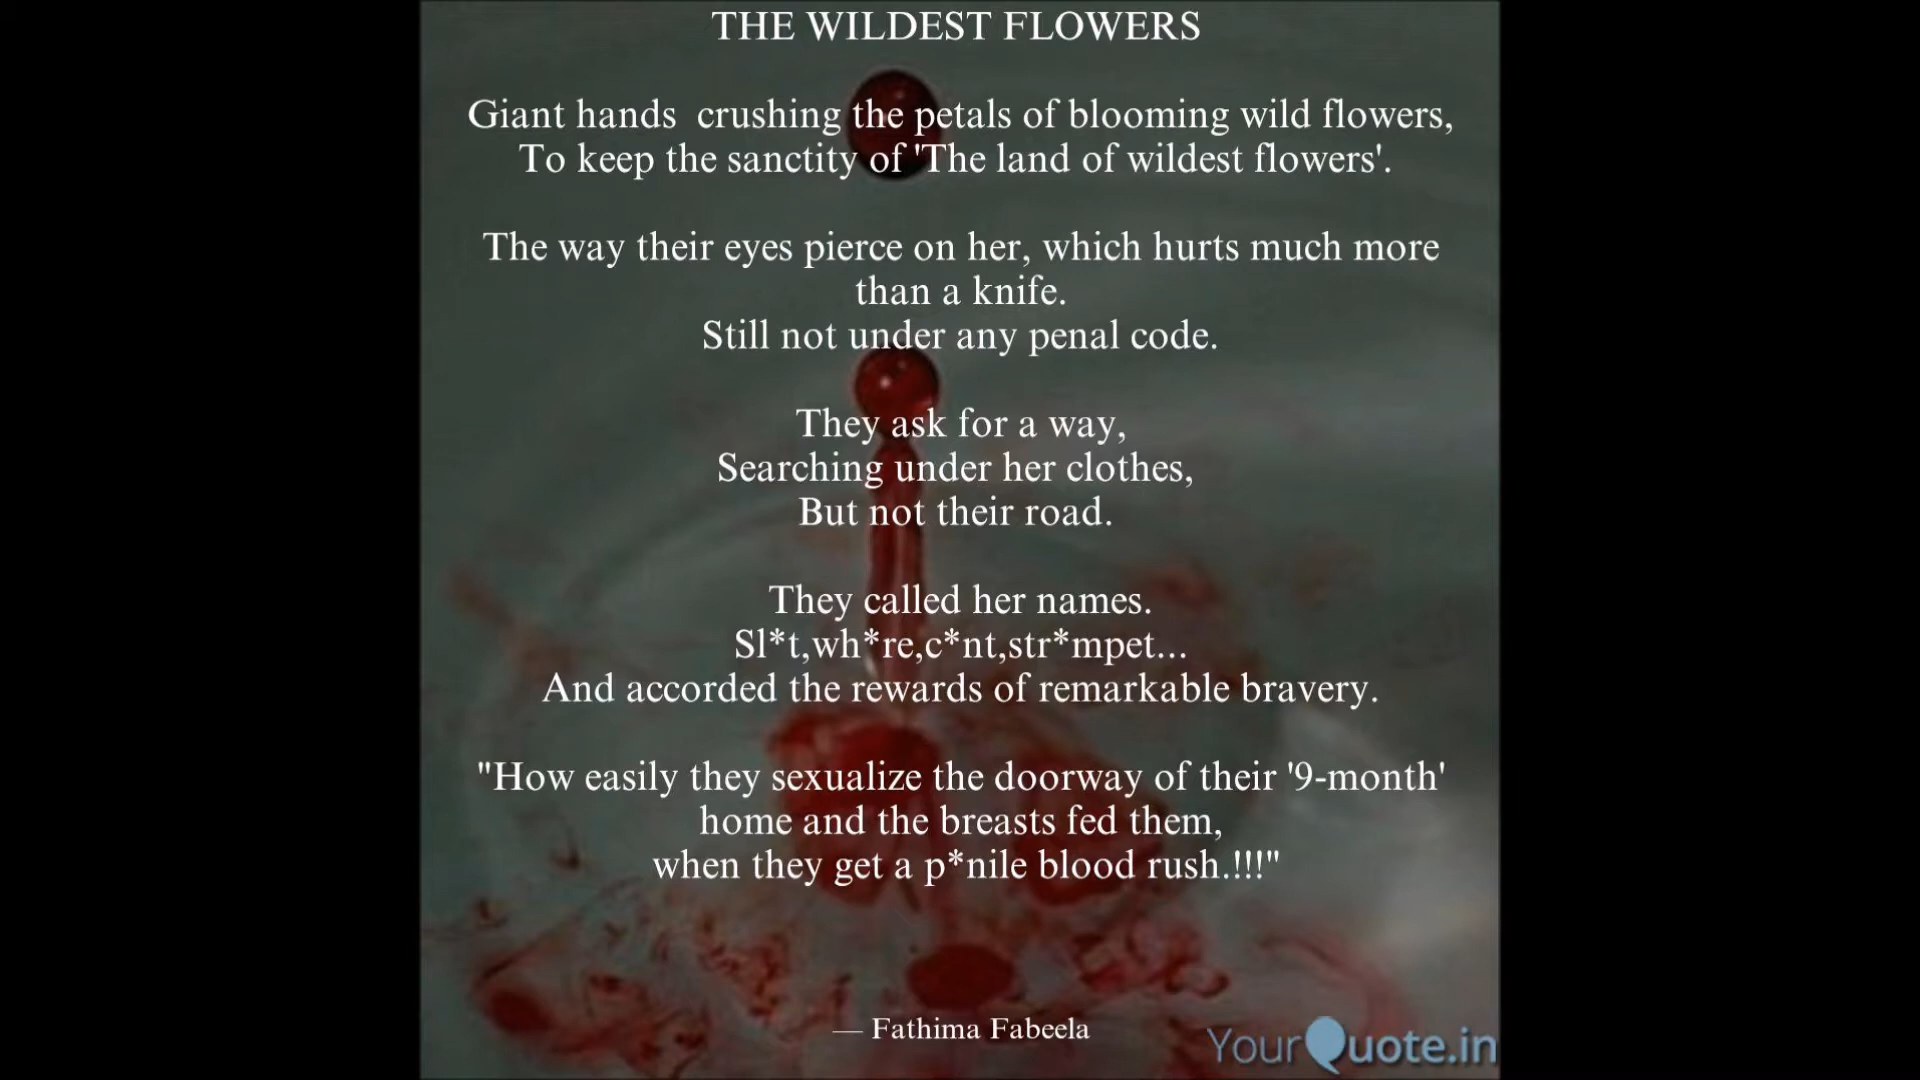 THE WILDEST FLOWERS
Giant hands  crushing the petals of blooming wild flowers,
To keep the sanctity of 'The land of wildest flowers'.
The way their eyes pierce on her, which hurts much more
than a knife.
Still not under any penal code.
They ask for a way,
Searching under her clothes,
But not their road.
They called her names.
Sl*t,wh*re,c*nt,str*mpet...
And accorded the rewards of remarkable bravery.
"How easily they sexualize the doorway of their '9-month'
home and the breasts fed them,
when they get a p*nile blood rush.!!!"
— Fathima Fabeela
YourQuote.in